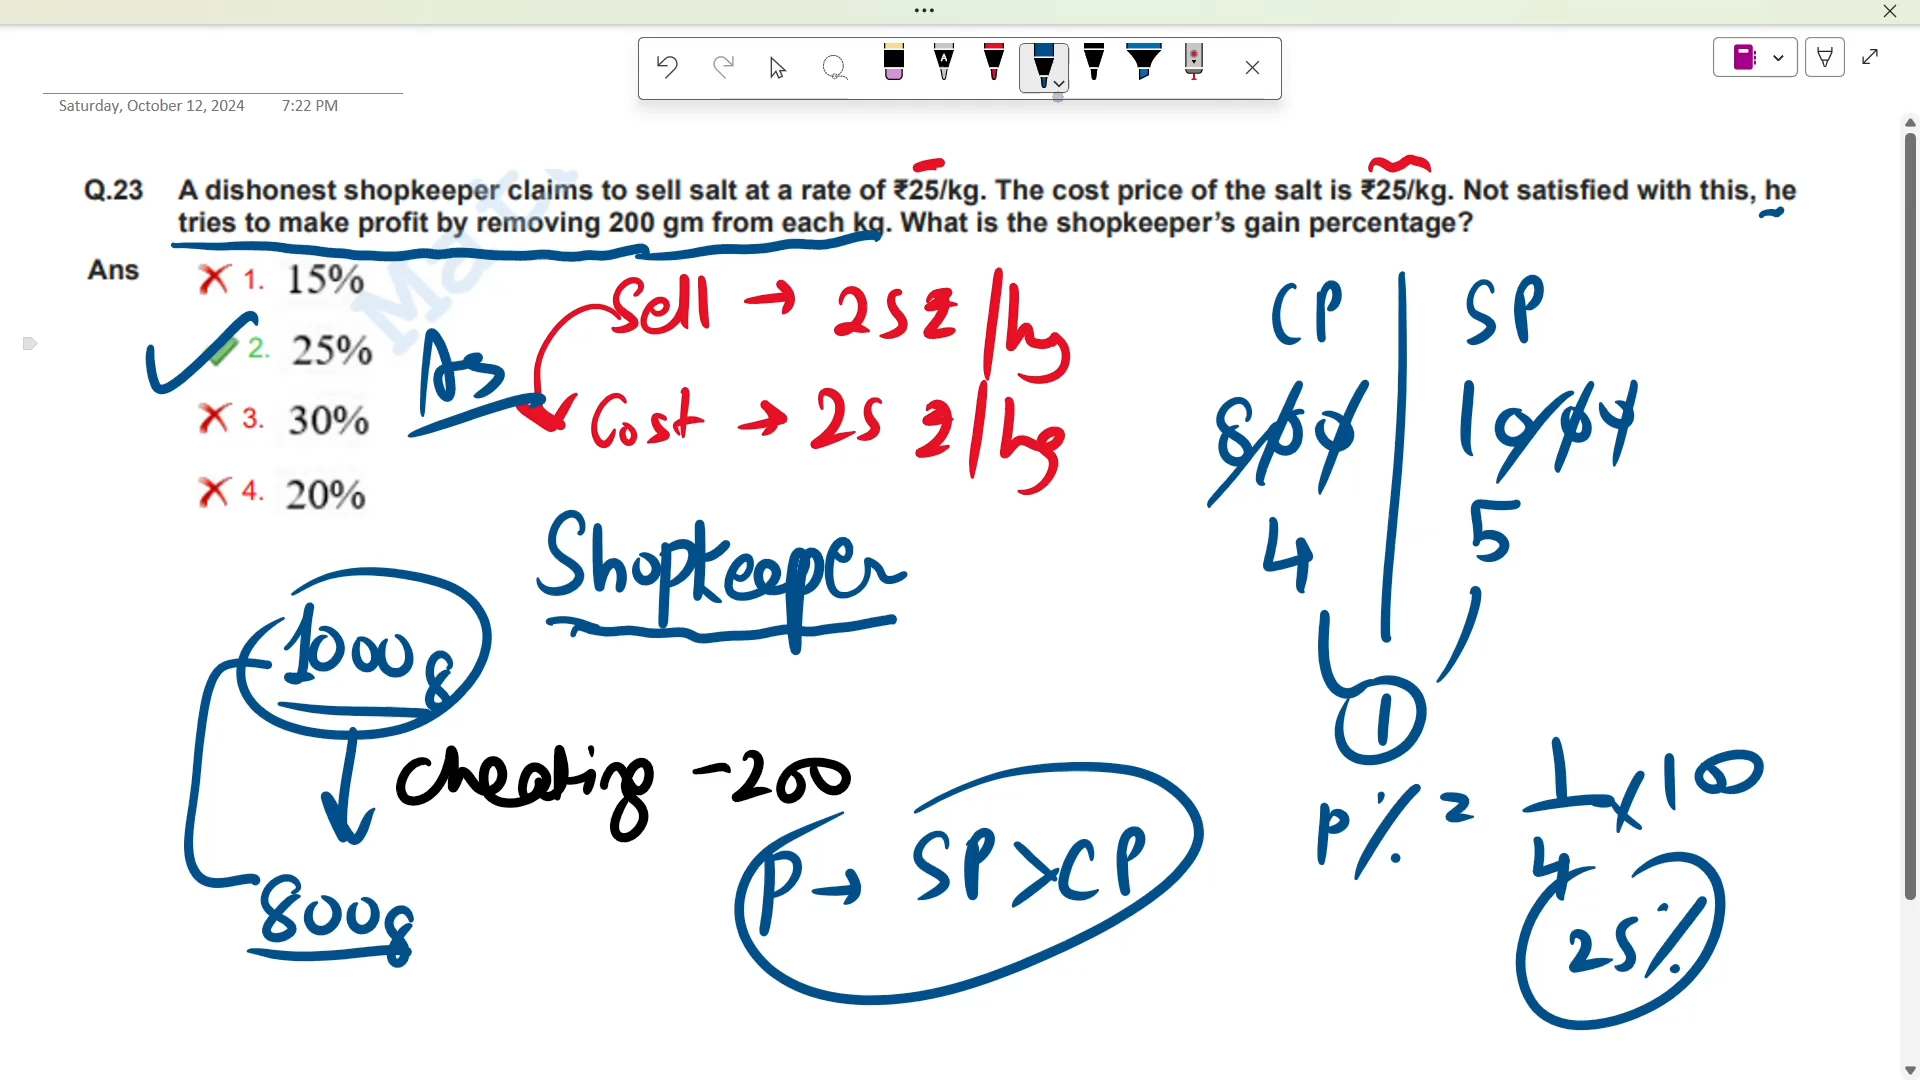 Saturday, October 12, 2024 7:22 PM
Q.23 A dishonest shopkeeper claims to sell salt at a rate of ₹25/kg. The cost price of the salt is ₹25/kg. Not satisfied with this, he
tries to make profit by removing 200 gm from each kg. What is the shopkeeper's gain percentage?
Ans
1. 15%
2. 25%
3. 30%
4. 20%
As
Sell → 25 ₹/kg
Cost → 25 ₹/kg
CP SP
800 1000
4 5
1
Shopkeeper
1000g
cheating -200
800g
P → SP>CP
P% = 1/4 × 100
25%